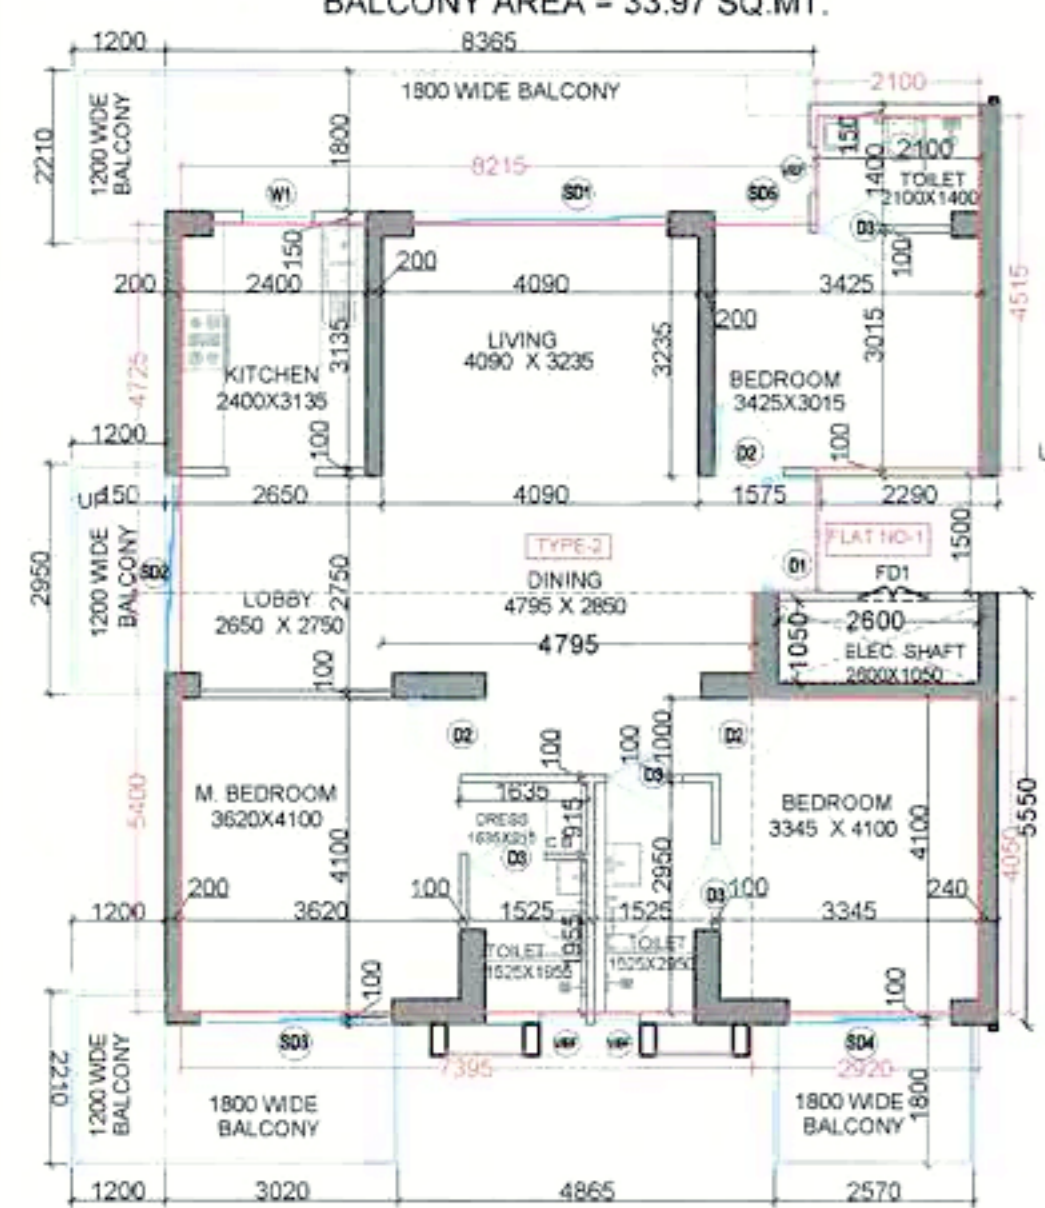 BALCONY AREA = 33.97 SQ.MT.
1200
8365
2210
1200 WDE
BALCONY
1800
1800 WIDE BALCONY
2100
150
2100
1400
TOILET
2100X1400
8215
W1
SD1
SD5
D3
150
200
100
200
2400
4090
3425
4515
200
4725
3135
KITCHEN
2400X3135
LIVING
4090 X 3235
3235
BEDROOM
3425X3015
3015
1200
100
D2
100
450
2650
4090
1575
2290
2950
1200 WIDE
BALCONY
SD2
TYPE-2
FLAT NO-1
1500
D1
FD1
LOBBY
2650 X 2750
2750
DINING
4795 X 2850
4795
1050
2600
ELEC. SHAFT
2600X1050
100
D2
100
100
1000
D2
D3
5400
M. BEDROOM
3620X4100
4100
1635
DRESS
915
BEDROOM
3345 X 4100
4100
5550
4050
D3
2950
D3
1200
200
3620
100
1525
1525
100
3345
240
1955
TOILET
1525X1955
TOILET
1525X2950
100
100
SD3
SD4
2210
1200 WDE
BALCONY
7395
2920
1800 WIDE
BALCONY
1800 WIDE
BALCONY
1800
1200
3020
4865
2570